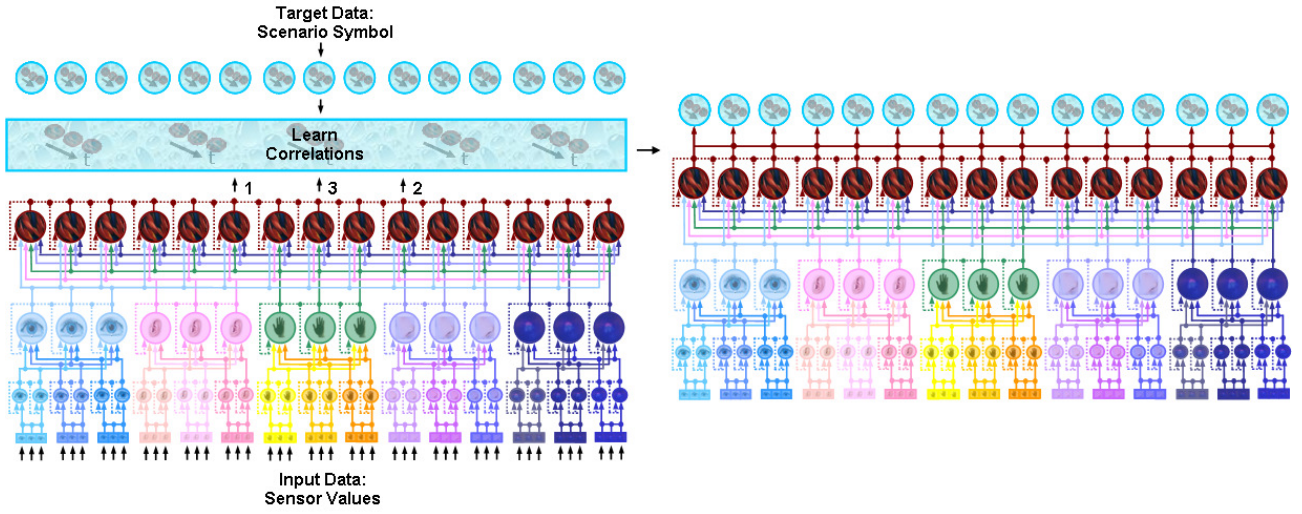 Target Data:
Scenario Symbol
Learn
Correlations
t t t t t
1 3 2
Input Data:
Sensor Values